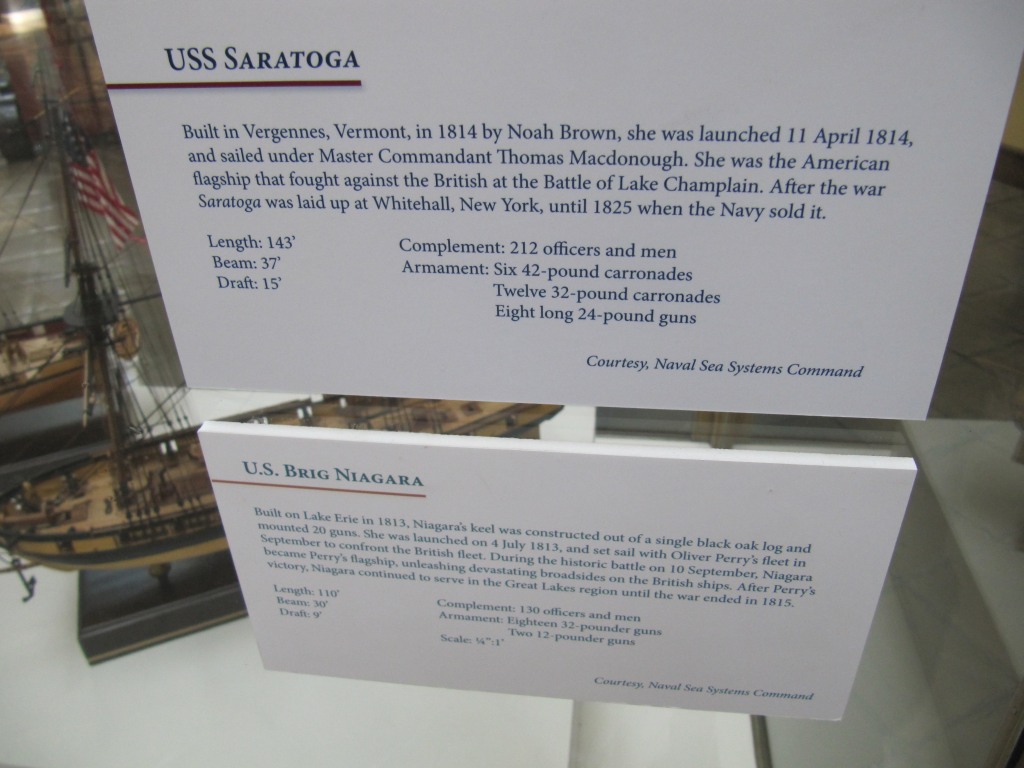 USS SARATOGA
Built in Vergennes, Vermont, in 1814 by Noah Brown, she was launched 11 April 1814,
and sailed under Master Commandant Thomas Macdonough. She was the American
flagship that fought against the British at the Battle of Lake Champlain. After the war
Saratoga was laid up at Whitehall, New York, until 1825 when the Navy sold it.
Length: 143'
Beam: 37'
Draft: 15'
Complement: 212 officers and men
Armament: Six 42-pound carronades
Twelve 32-pound carronades
Eight long 24-pound guns
Courtesy, Naval Sea Systems Command
U.S. BRIG NIAGARA
Built on Lake Erie in 1813, Niagara's keel was constructed out of a single black oak log and
mounted 20 guns. She was launched on 4 July 1813, and set sail with Oliver Perry's fleet in
September to confront the British fleet. During the historic battle on 10 September, Niagara
became Perry's flagship, unleashing devastating broadsides on the British ships. After Perry's
victory, Niagara continued to serve in the Great Lakes region until the war ended in 1815.
Length: 110'
Beam: 30'
Draft: 9'
Complement: 130 officers and men
Armament: Eighteen 32-pounder guns
Two 12-pounder guns
Scale: ¼":1'
Courtesy, Naval Sea Systems Command